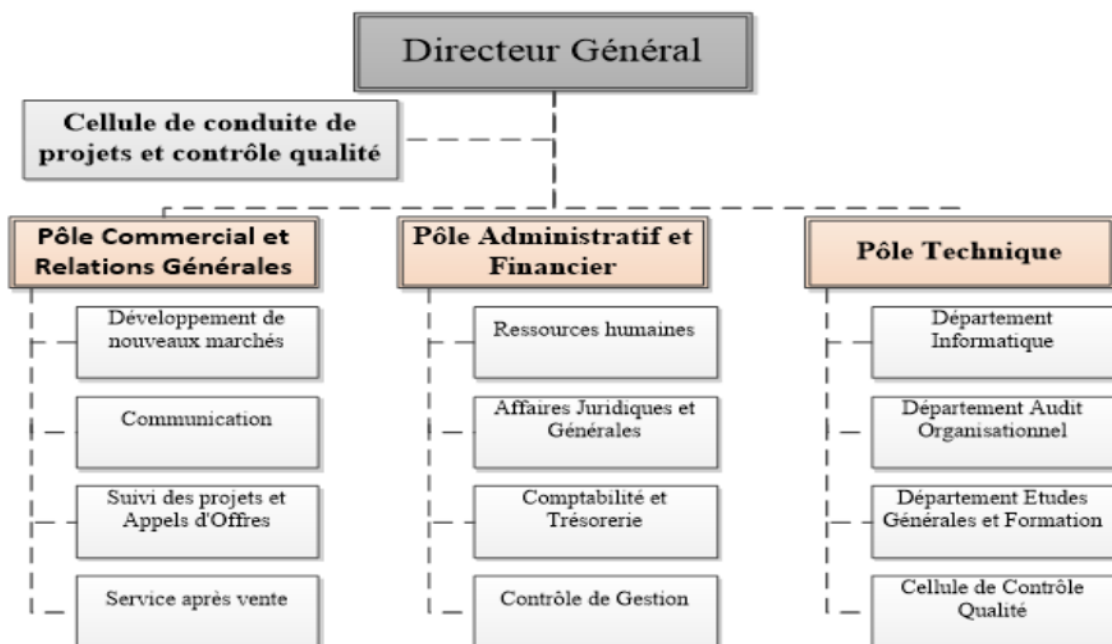 Directeur Général
Cellule de conduite de
projets et contrôle qualité
Pôle Commercial et
Relations Générales
Développement de
nouveaux marchés
Communication
Suivi des projets et
Appels d'Offres
Service après vente
Pôle Administratif et
Financier
Ressources humaines
Affaires Juridiques et
Générales
Comptabilité et
Trésorerie
Contrôle de Gestion
Pôle Technique
Département
Informatique
Département Audit
Organisationnel
Département Etudes
Générales et Formation
Cellule de Contrôle
Qualité